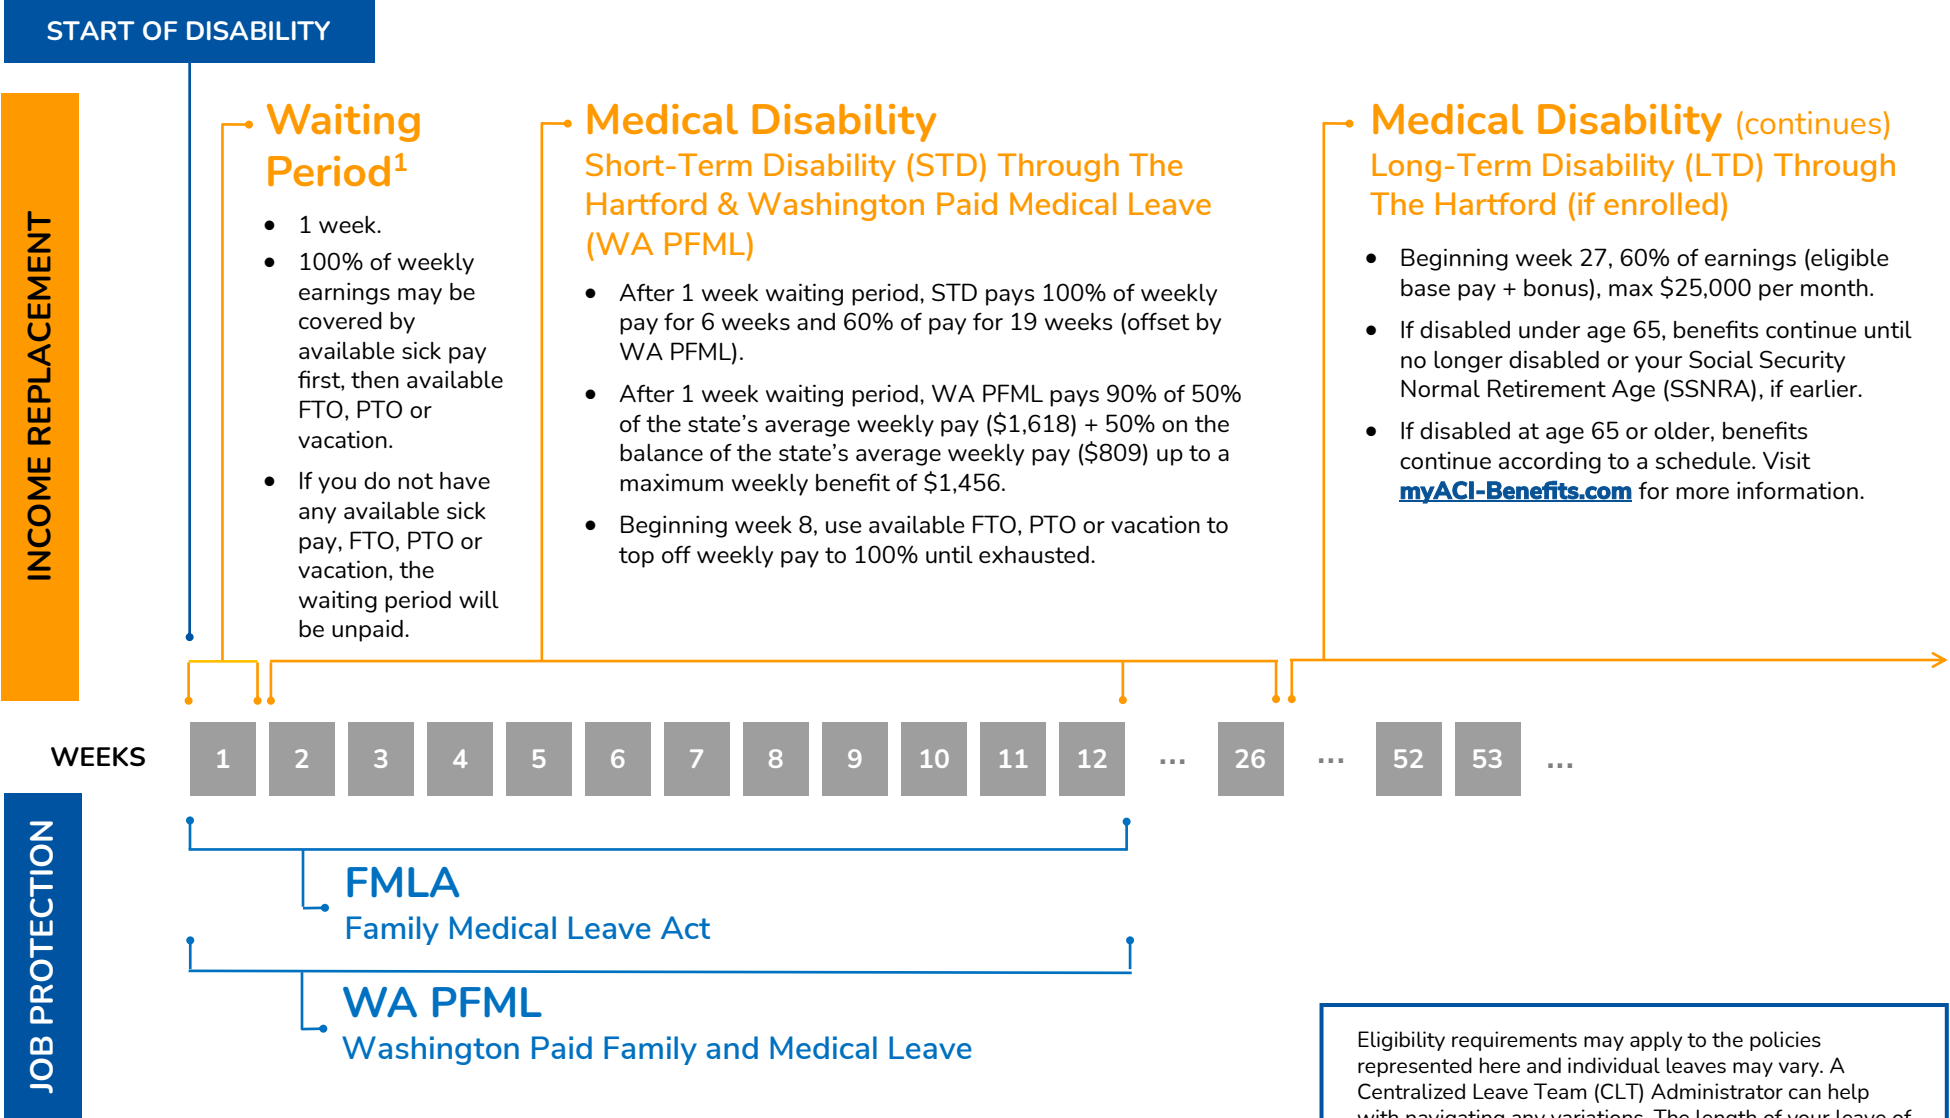 START OF DISABILITY
INCOME REPLACEMENT
Waiting
Period¹
• 1 week.
• 100% of weekly
earnings may be
covered by
available sick pay
first, then available
FTO, PTO or
vacation.
• If you do not have
any available sick
pay, FTO, PTO or
vacation, the
waiting period will
be unpaid.
Medical Disability
Short-Term Disability (STD) Through The
Hartford & Washington Paid Medical Leave
(WA PFML)
• After 1 week waiting period, STD pays 100% of weekly
pay for 6 weeks and 60% of pay for 19 weeks (offset by
WA PFML).
• After 1 week waiting period, WA PFML pays 90% of 50%
of the state's average weekly pay ($1,618) + 50% on the
balance of the state's average weekly pay ($809) up to a
maximum weekly benefit of $1,456.
• Beginning week 8, use available FTO, PTO or vacation to
top off weekly pay to 100% until exhausted.
Medical Disability (continues)
Long-Term Disability (LTD) Through
The Hartford (if enrolled)
• Beginning week 27, 60% of earnings (eligible
base pay + bonus), max $25,000 per month.
• If disabled under age 65, benefits continue until
no longer disabled or your Social Security
Normal Retirement Age (SSNRA), if earlier.
• If disabled at age 65 or older, benefits
continue according to a schedule. Visit
myACI-Benefits.com for more information.
WEEKS 1 2 3 4 5 6 7 8 9 10 11 12 ... 26 ... 52 53 ...
JOB PROTECTION
FMLA
Family Medical Leave Act
WA PFML
Washington Paid Family and Medical Leave
Eligibility requirements may apply to the policies
represented here and individual leaves may vary. A
Centralized Leave Team (CLT) Administrator can help
with navigating any variations. The length of your leave of